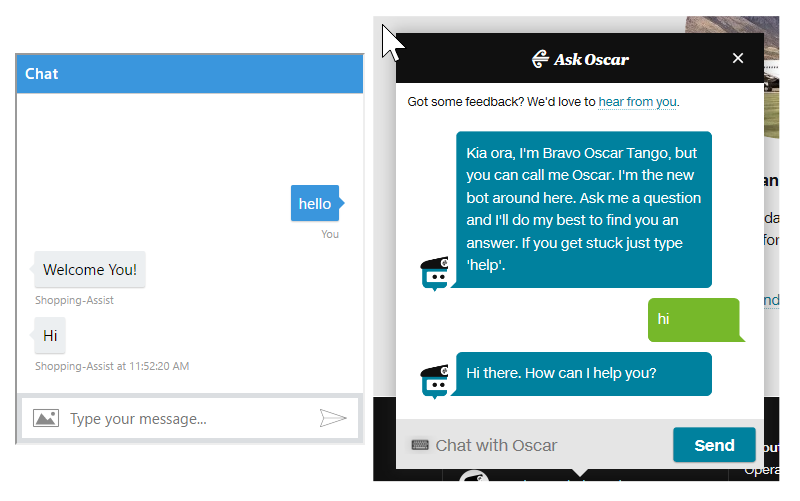 Chat
hello
You
Welcome You!
Shopping-Assist
Hi
Shopping-Assist at 11:52:20 AM
Type your message...
Ask Oscar
Got some feedback? We'd love to hear from you.
Kia ora, I'm Bravo Oscar Tango, but
you can call me Oscar. I'm the new
bot around here. Ask me a question
and I'll do my best to find you an
answer. If you get stuck just type
'help'.
hi
Hi there. How can I help you?
Chat with Oscar
Send